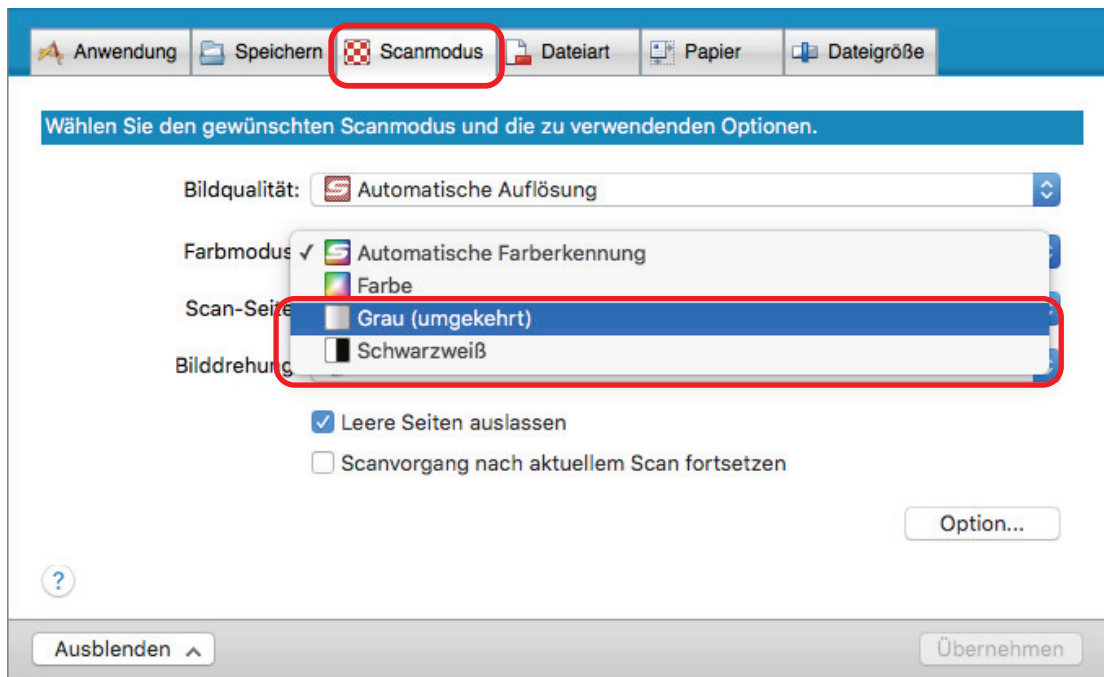 Anwendung Speichern Scanmodus Dateiart Papier Dateigröße
Wählen Sie den gewünschten Scanmodus und die zu verwendenden Optionen.
Bildqualität: Automatische Auflösung
Farbmodus ✓ Automatische Farberkennung
Farbe
Scan-Seite Grau (umgekehrt)
Schwarzweiß
Bilddrehung
Leere Seiten auslassen
Scanvorgang nach aktuellem Scan fortsetzen
Option...
?
Ausblenden Übernehmen